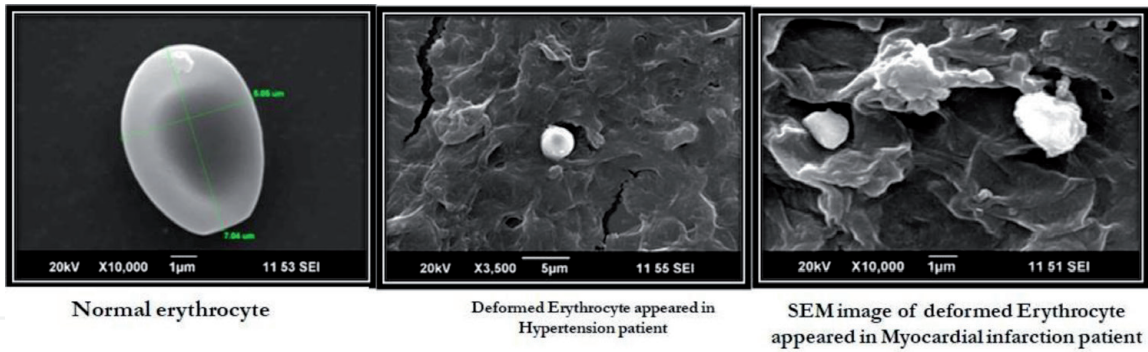 5.05 um
7.04 um
20kV X10,000 1µm 11 53 SEI
Normal erythrocyte
20kV X3,500 5µm 11 55 SEI
Deformed Erythrocyte appeared in
Hypertension patient
20kV X10,000 1µm 11 51 SEI
SEM image of deformed Erythrocyte
appeared in Myocardial infarction patient